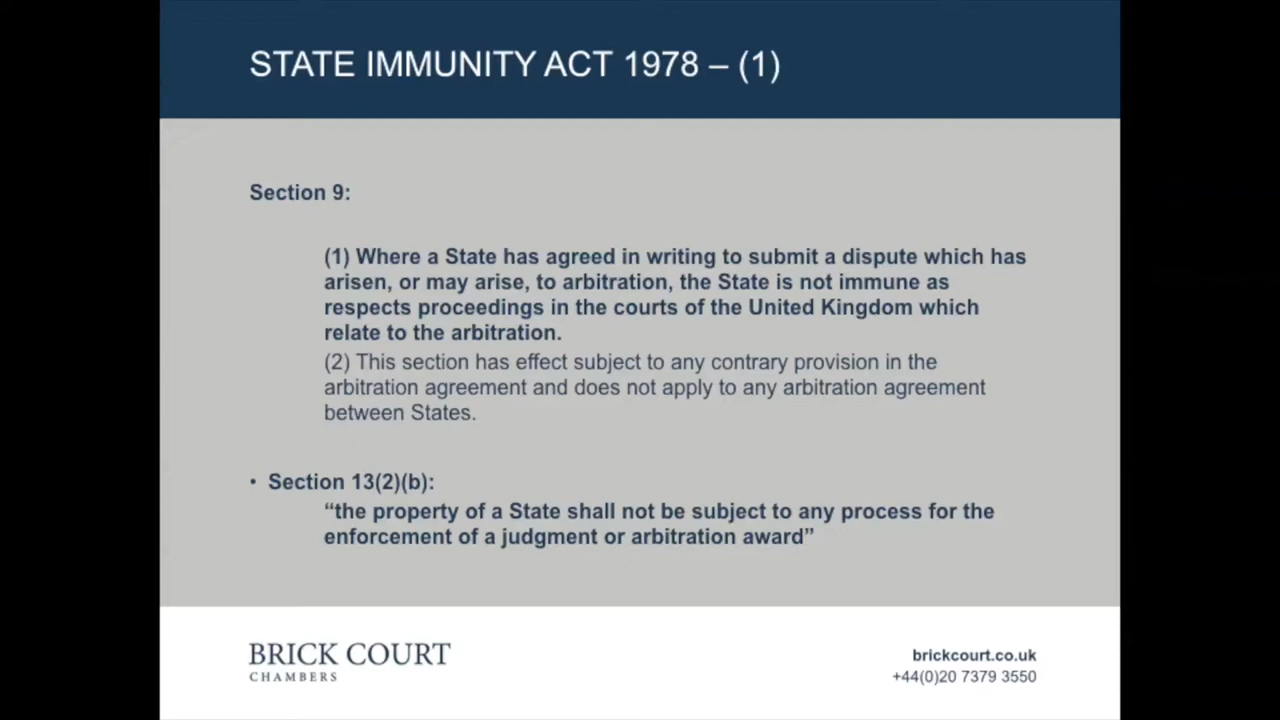 STATE IMMUNITY ACT 1978 – (1)
Section 9:
(1) Where a State has agreed in writing to submit a dispute which has
arisen, or may arise, to arbitration, the State is not immune as
respects proceedings in the courts of the United Kingdom which
relate to the arbitration.
(2) This section has effect subject to any contrary provision in the
arbitration agreement and does not apply to any arbitration agreement
between States.
• Section 13(2)(b):
“the property of a State shall not be subject to any process for the
enforcement of a judgment or arbitration award”
BRICK COURT
CHAMBERS
brickcourt.co.uk
+44(0)20 7379 3550